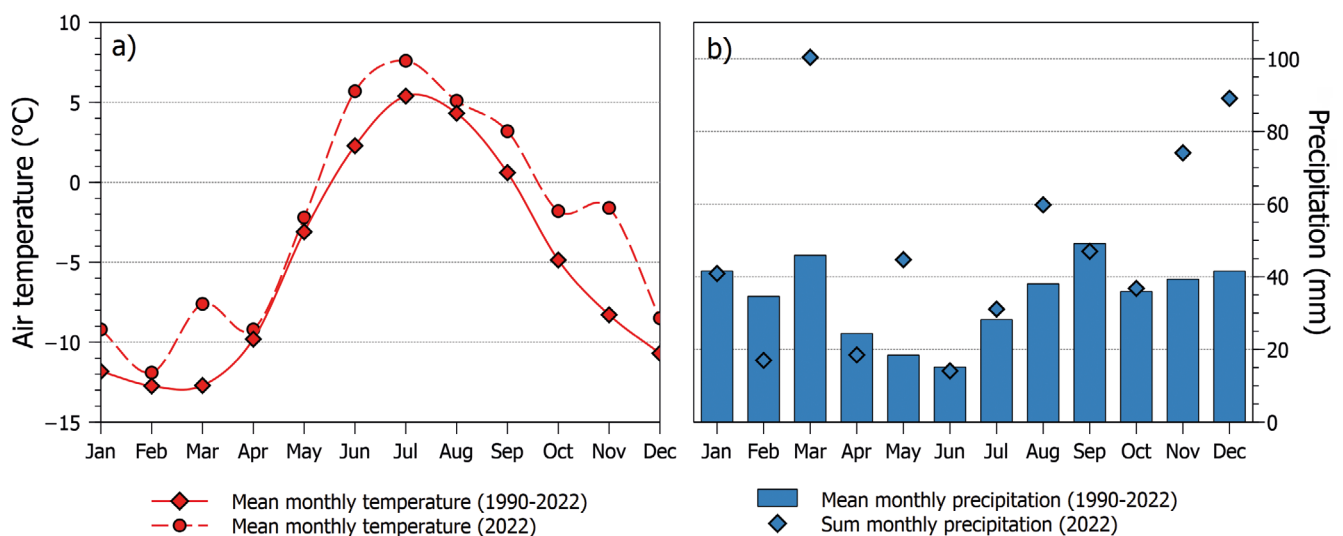 a)
Air temperature (°C)
10
5
0
−5
−10
−15
Jan Feb Mar Apr May Jun Jul Aug Sep Oct Nov Dec
Mean monthly temperature (1990-2022)
Mean monthly temperature (2022)
b)
Precipitation (mm)
100
80
60
40
20
0
Jan Feb Mar Apr May Jun Jul Aug Sep Oct Nov Dec
Mean monthly precipitation (1990-2022)
Sum monthly precipitation (2022)